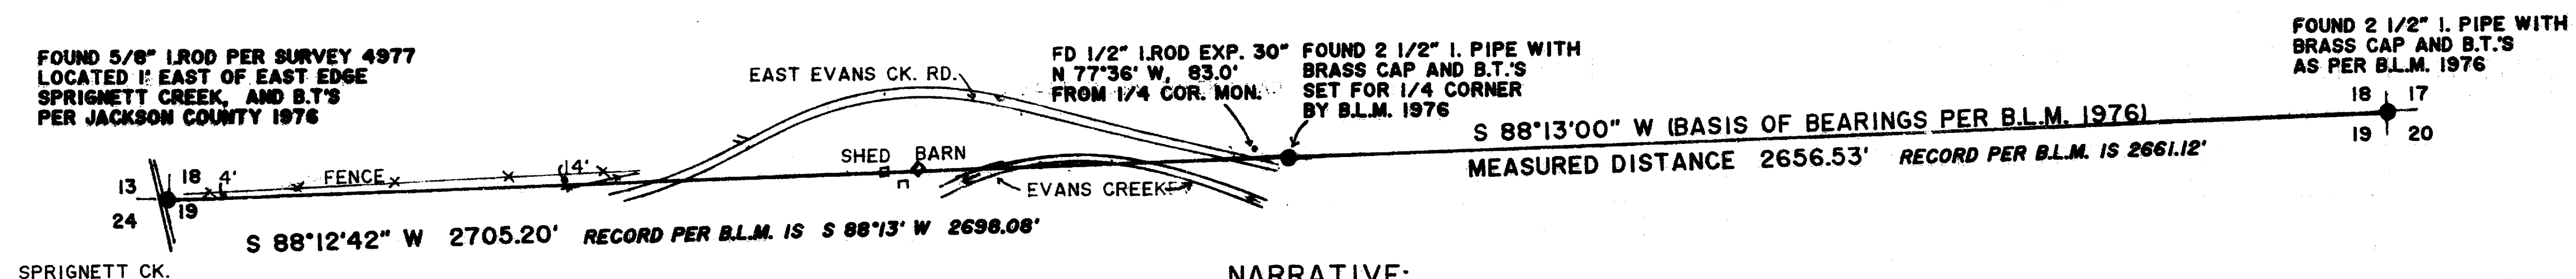 FOUND 5/8" I.ROD PER SURVEY 4977
LOCATED 1' EAST OF EAST EDGE
SPRIGNETT CREEK, AND B.T'S
PER JACKSON COUNTY 1976
EAST EVANS CK. RD.
FD 1/2" I.ROD EXP. 30"
N 77°36' W, 83.0'
FROM 1/4 COR. MON.
FOUND 2 1/2" I. PIPE WITH
BRASS CAP AND B.T.'S
SET FOR 1/4 CORNER
BY B.L.M. 1976
FOUND 2 1/2" I. PIPE WITH
BRASS CAP AND B.T.'S
AS PER B.L.M. 1976
18 17
19 20
S 88°13'00" W (BASIS OF BEARINGS PER B.L.M. 1976)
MEASURED DISTANCE 2656.53' RECORD PER B.L.M. IS 2661.12'
SHED BARN
EVANS CREEK
13 18 4' FENCE 14'
24 19
S 88°12'42" W 2705.20' RECORD PER B.L.M. IS S 88°13' W 2698.08'
SPRIGNETT CK.
NARRATIVE: